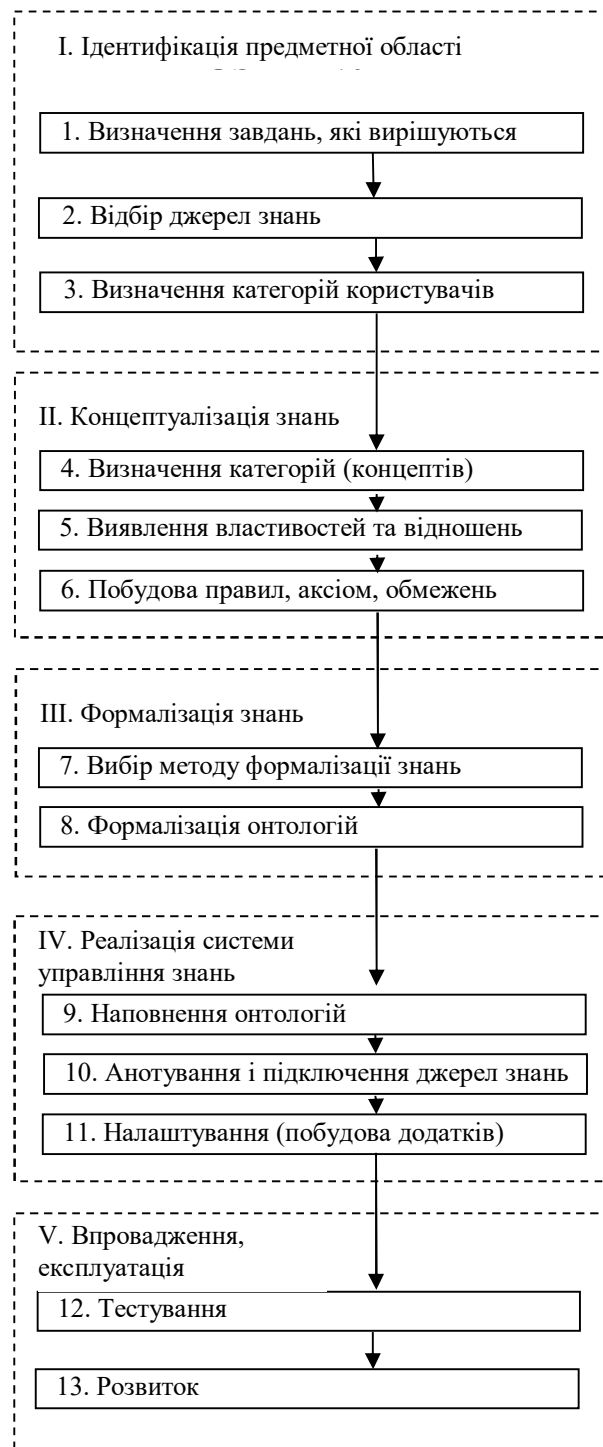 I. Ідентифікація предметної області
1. Визначення завдань, які вирішуються
2. Відбір джерел знань
3. Визначення категорій користувачів
II. Концептуалізація знань
4. Визначення категорій (концептів)
5. Виявлення властивостей та відношень
6. Побудова правил, аксіом, обмежень
III. Формалізація знань
7. Вибір методу формалізації знань
8. Формалізація онтологій
IV. Реалізація системи
управління знань
9. Наповнення онтологій
10. Анотування і підключення джерел знань
11. Налаштування (побудова додатків)
V. Впровадження,
експлуатація
12. Тестування
13. Розвиток